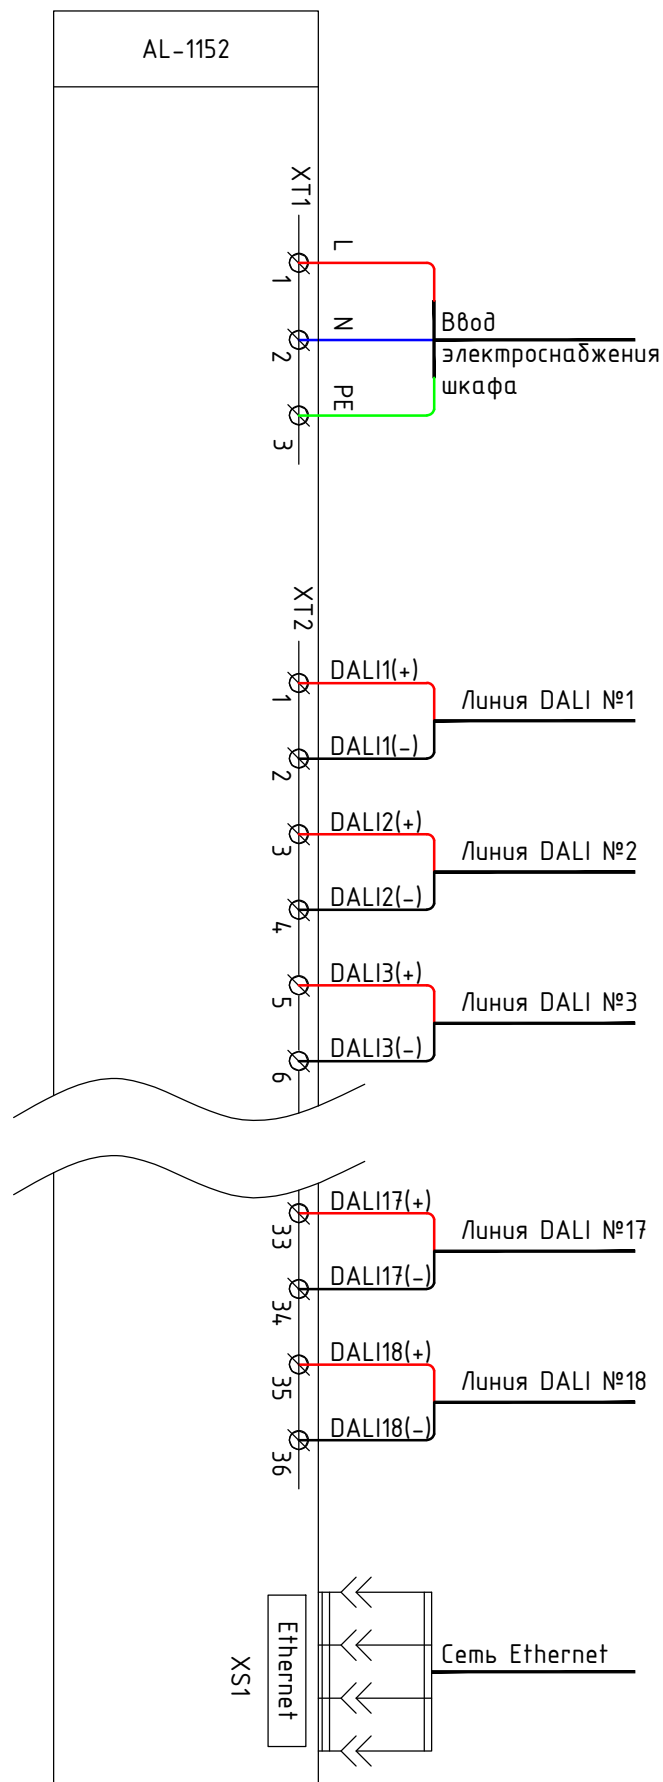 AL-1152
XT1
L
1
Ввод
N
2
электроснабжения
шкафа
PE
3
XT2
DALI1(+)
1
Линия DALI №1
DALI1(-)
2
DALI2(+)
3
Линия DALI №2
DALI2(-)
4
DALI3(+)
5
Линия DALI №3
DALI3(-)
6
DALI17(+)
33
Линия DALI №17
DALI17(-)
34
DALI18(+)
35
Линия DALI №18
DALI18(-)
36
Ethernet
XS1
Сеть Ethernet